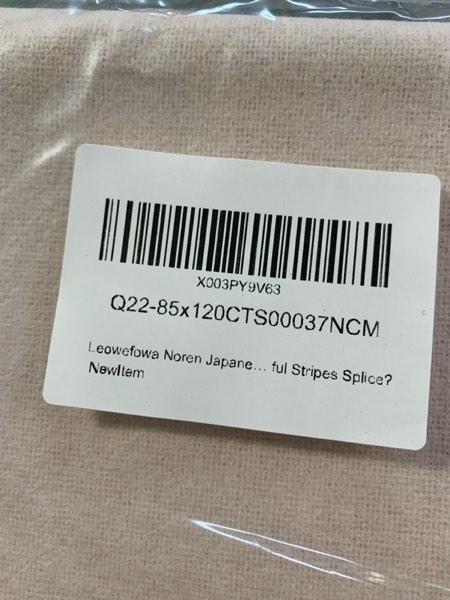 X003PY9V63
Q22-85x120CTS00037NCM
Leowefowa Noren Japane... ful Stripes Splice?
NewItem